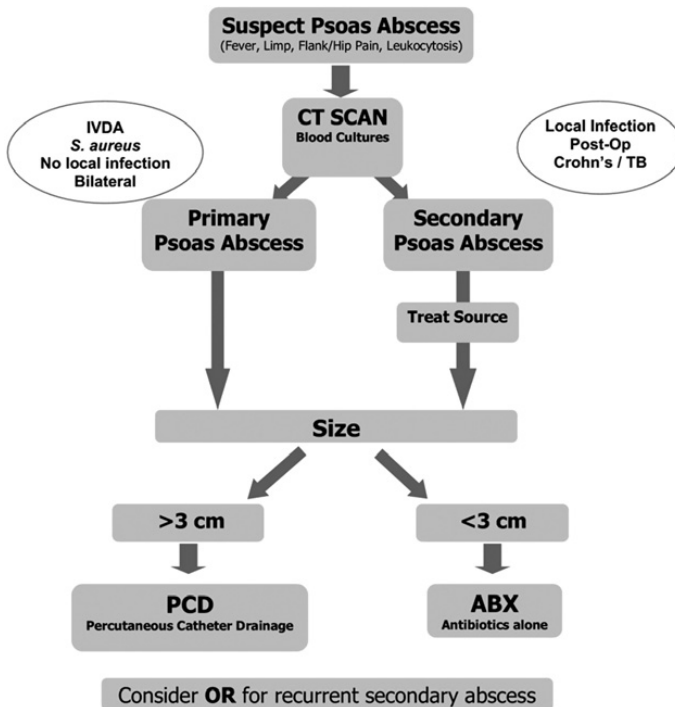 Suspect Psoas Abscess
(Fever, Limp, Flank/Hip Pain, Leukocytosis)
CT SCAN
Blood Cultures
IVDA
S. aureus
No local infection
Bilateral
Local Infection
Post-Op
Crohn's / TB
Primary
Psoas Abscess
Secondary
Psoas Abscess
Treat Source
Size
>3 cm
<3 cm
PCD
Percutaneous Catheter Drainage
ABX
Antibiotics alone
Consider OR for recurrent secondary abscess